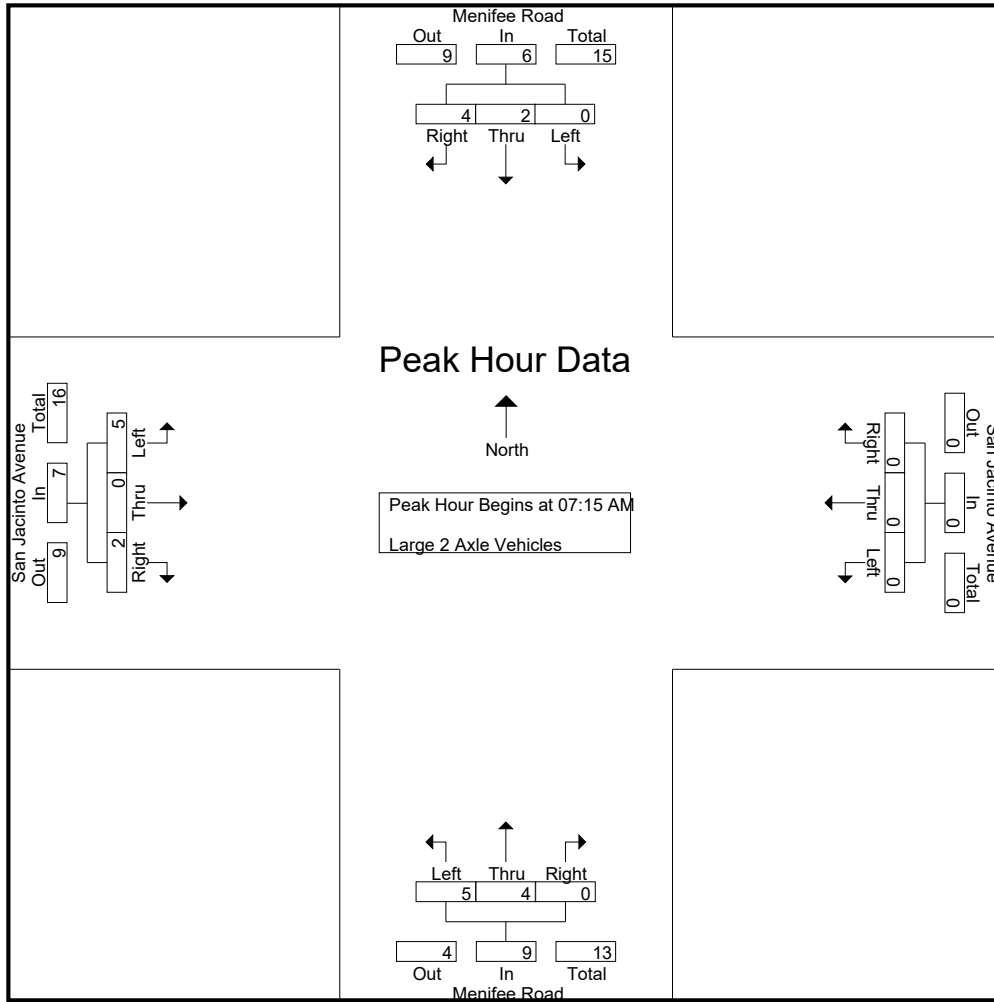 Menifee Road
Out In Total
9 6 15
4 2 0
Right Thru Left
Peak Hour Data
North
Peak Hour Begins at 07:15 AM
Large 2 Axle Vehicles
San Jacinto Avenue
Out In Total
9 7 16
Left Thru Right
5 0 2
San Jacinto Avenue
Out In Total
0 0 0
Right Thru Left
0 0 0
Left Thru Right
5 4 0
4 9 13
Out In Total
Menifee Road